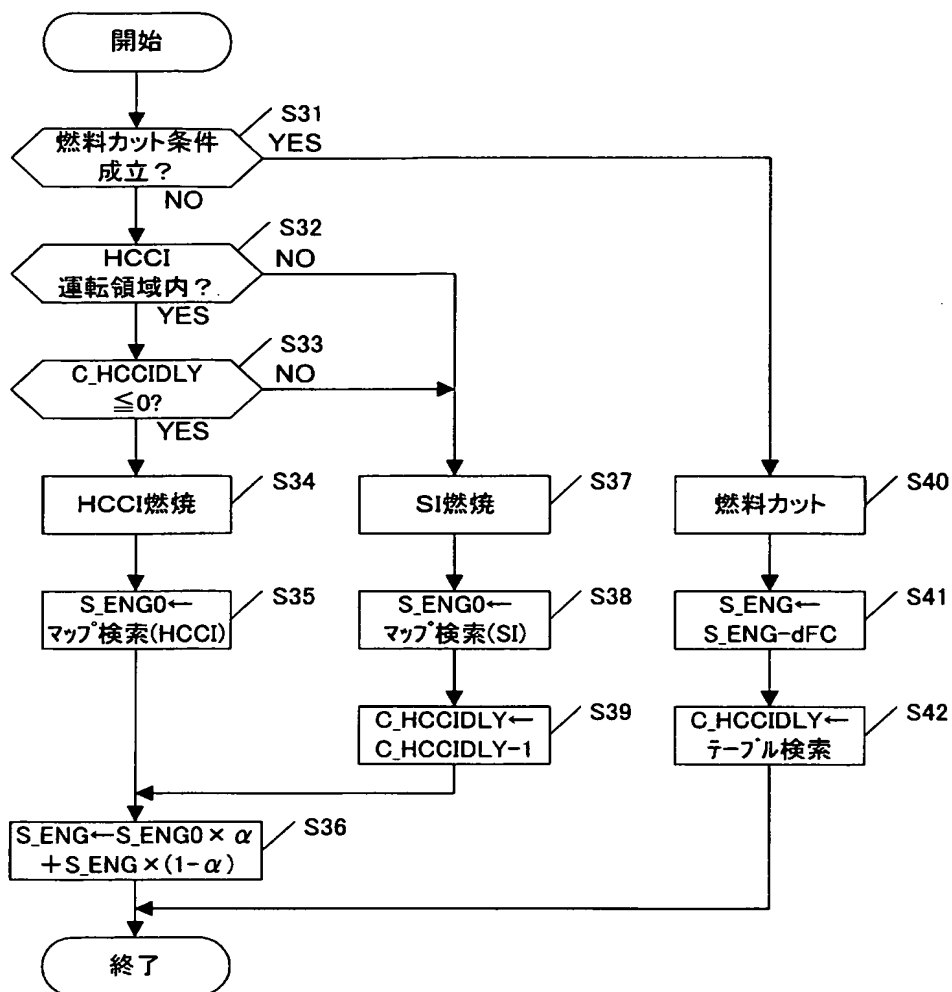 開始
S31
燃料カット条件
成立？
YES
NO
S32
HCCI
運転領域内？
NO
YES
S33
C_HCCIDLY
≦0?
NO
YES
S34
HCCI燃焼
S37
SI燃焼
S40
燃料カット
S35
S_ENG0←
マップ検索(HCCI)
S38
S_ENG0←
マップ検索(SI)
S41
S_ENG←
S_ENG-dFC
S39
C_HCCIDLY←
C_HCCIDLY-1
S42
C_HCCIDLY←
テーブル検索
S36
S_ENG←S_ENG0×α
＋S_ENG×(1-α)
終了